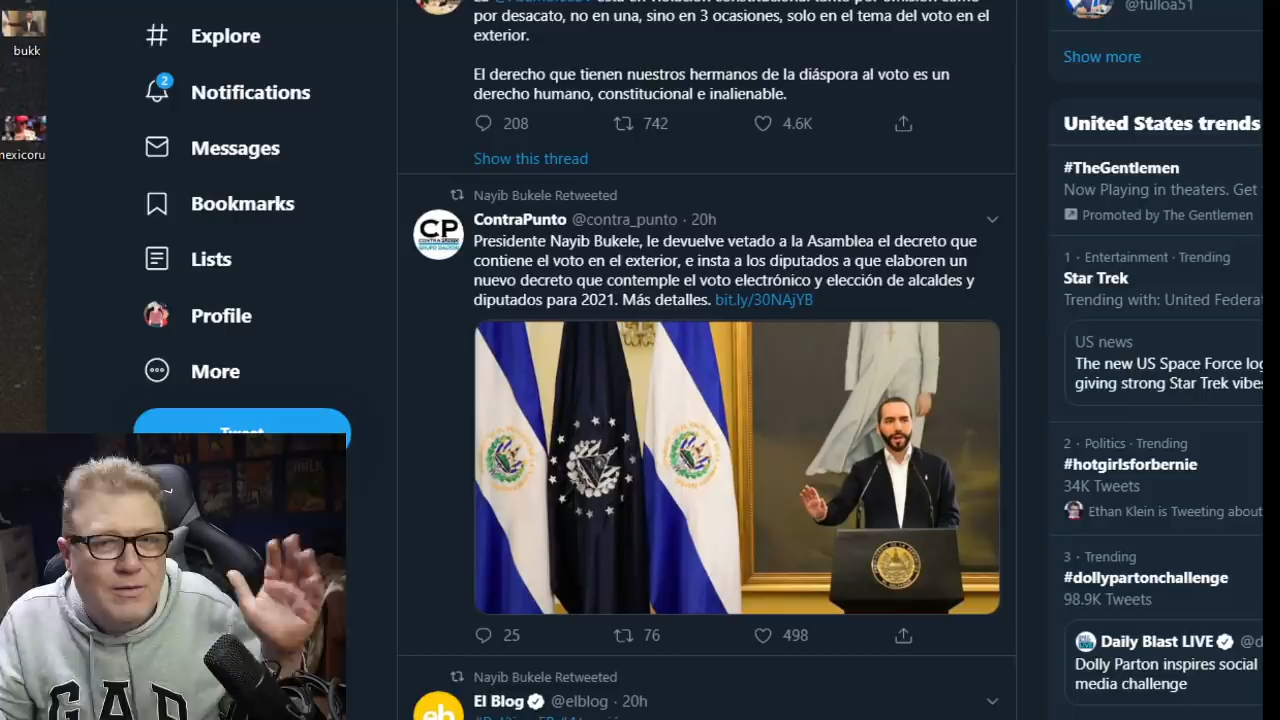 bukk
mexicoru
Explore
2
Notifications
Messages
Bookmarks
Lists
Profile
More
Tweet
GAP
por desacato, no en una, sino en 3 ocasiones, solo en el tema del voto en el
exterior.
El derecho que tienen nuestros hermanos de la diáspora al voto es un
derecho humano, constitucional e inalienable.
208 742 4.6K
Show this thread
Nayib Bukele Retweeted
CP
ContraPunto @contra_punto · 20h
Presidente Nayib Bukele, le devuelve vetado a la Asamblea el decreto que
contiene el voto en el exterior, e insta a los diputados a que elaboren un
nuevo decreto que contemple el voto electrónico y elección de alcaldes y
diputados para 2021. Más detalles. bit.ly/30NAjYB
25 76 498
Nayib Bukele Retweeted
eb
El Blog @elblog · 20h
@fulloa51
Show more
United States trends
#TheGentlemen
Now Playing in theaters. Get
Promoted by The Gentlemen
1 · Entertainment · Trending
Star Trek
Trending with: United Federa
US news
The new US Space Force log
giving strong Star Trek vibes
2 · Politics · Trending
#hotgirlsforbernie
34K Tweets
Ethan Klein is Tweeting about
3 · Trending
#dollypartonchallenge
98.9K Tweets
Daily Blast LIVE @d
Dolly Parton inspires social
media challenge